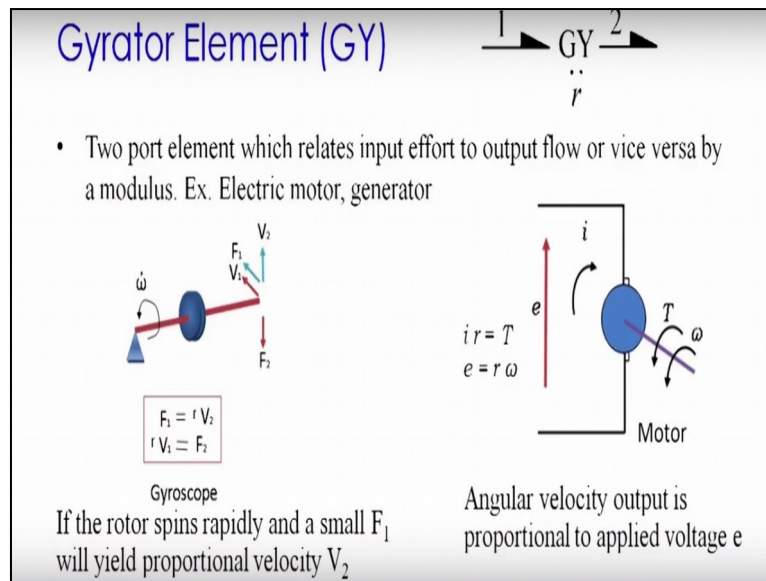 Gyrator Element (GY)
1 GY 2
r
• Two port element which relates input effort to output flow or vice versa by
a modulus. Ex. Electric motor, generator
V₂
F₁
V₁
ω̇
F₂
F₁ = r V₂
r V₁ = F₂
Gyroscope
If the rotor spins rapidly and a small F₁
will yield proportional velocity V₂
i
e
T
ω
i r = T
e = r ω
Motor
Angular velocity output is
proportional to applied voltage e